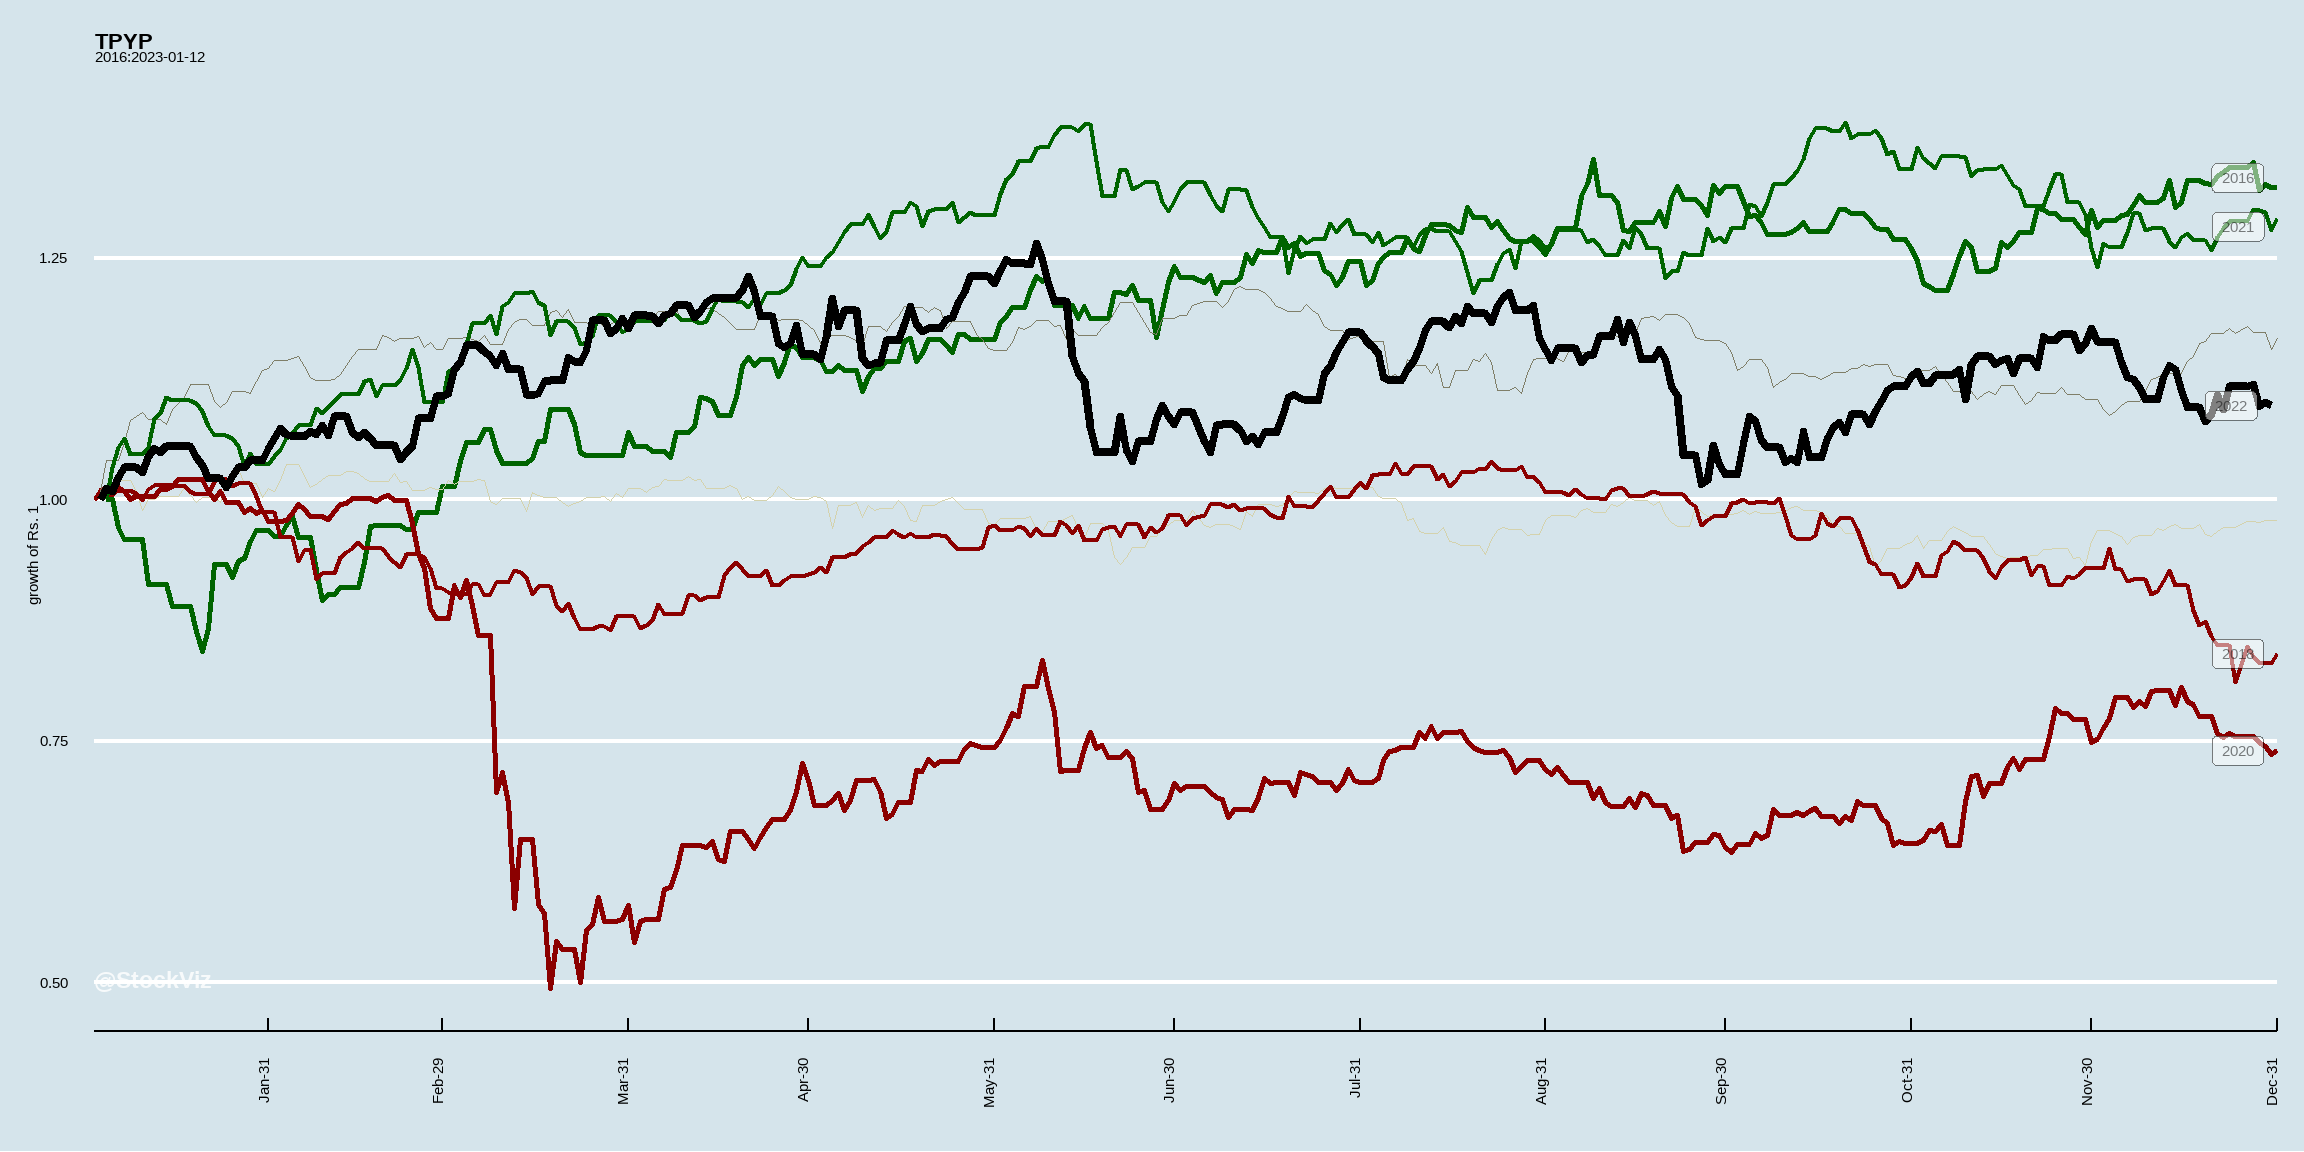 TPYP
2016:2023-01-12
growth of Rs. 1
1.25
1.00
0.75
0.50
2016
2021
2022
2018
2020
@StockViz
Jan-31
Feb-29
Mar-31
Apr-30
May-31
Jun-30
Jul-31
Aug-31
Sep-30
Oct-31
Nov-30
Dec-31